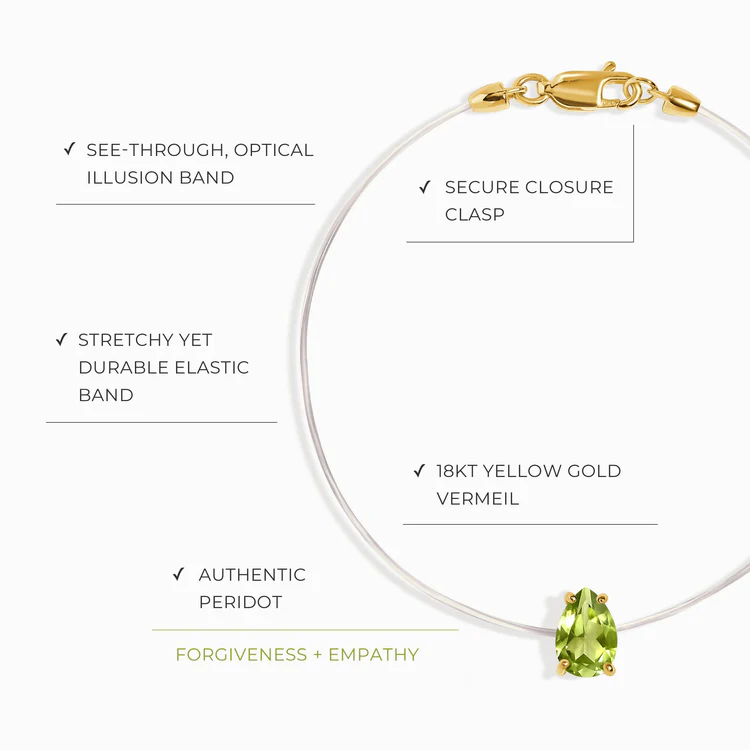 ✓ SEE-THROUGH, OPTICAL
ILLUSION BAND
✓ SECURE CLOSURE
CLASP
✓ STRETCHY YET
DURABLE ELASTIC
BAND
✓ 18KT YELLOW GOLD
VERMEIL
✓ AUTHENTIC
PERIDOT
FORGIVENESS + EMPATHY